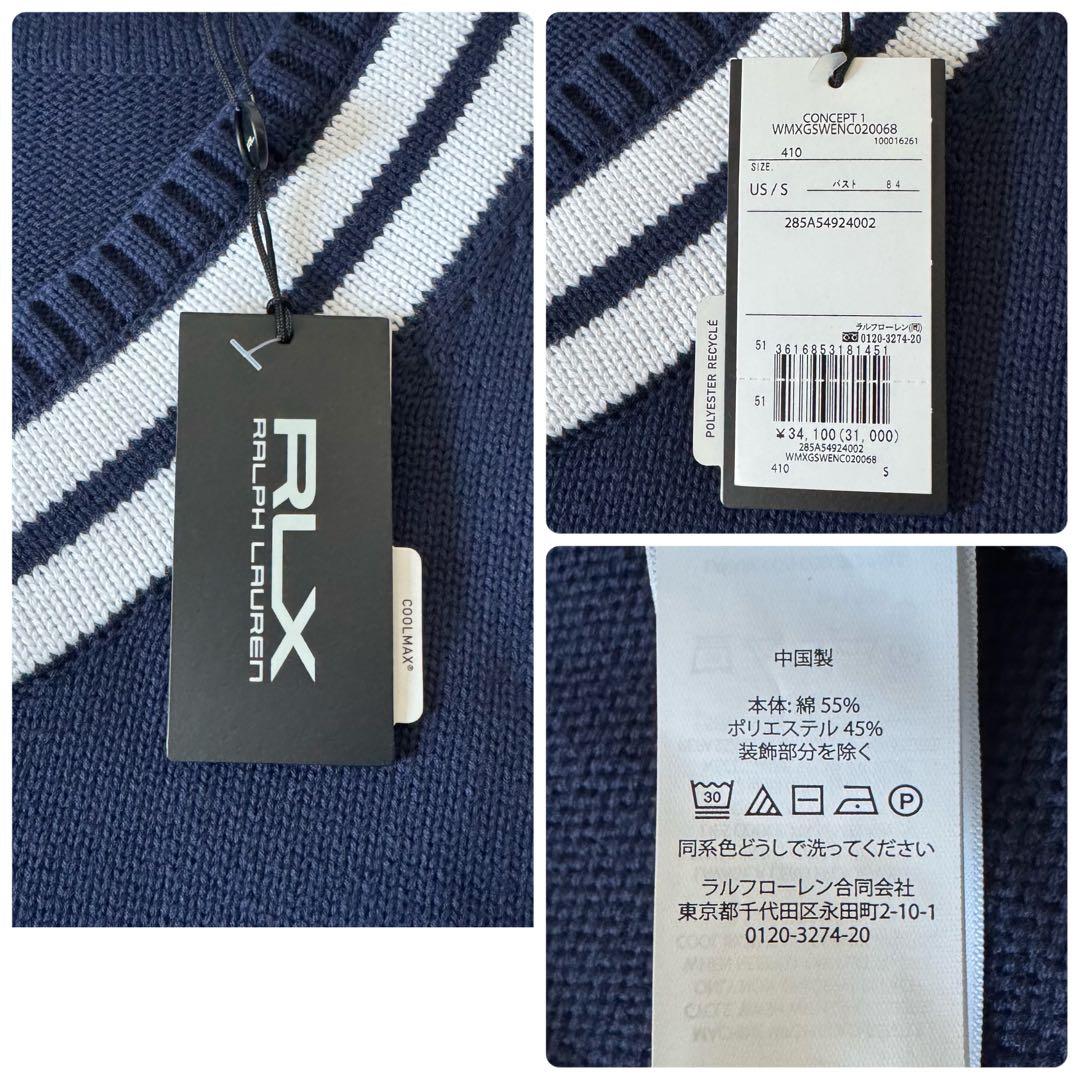 RLX
RALPH LAUREN
COOLMAX®
CONCEPT 1
WMXGSWENC020068
100016261
410
SIZE.
US / S バスト 84
285A54924002
ラルフローレン(問)
0120-3274-20
51 3616853181451
51
¥34,100(31,000)
285A54924002
WMXGSWENC020068
410 S
POLYESTER RECYCLÉ
中国製
本体: 綿 55%
ポリエステル 45%
装飾部分を除く
30 P
同系色どうしで洗ってください
ラルフローレン合同会社
東京都千代田区永田町2-10-1
0120-3274-20